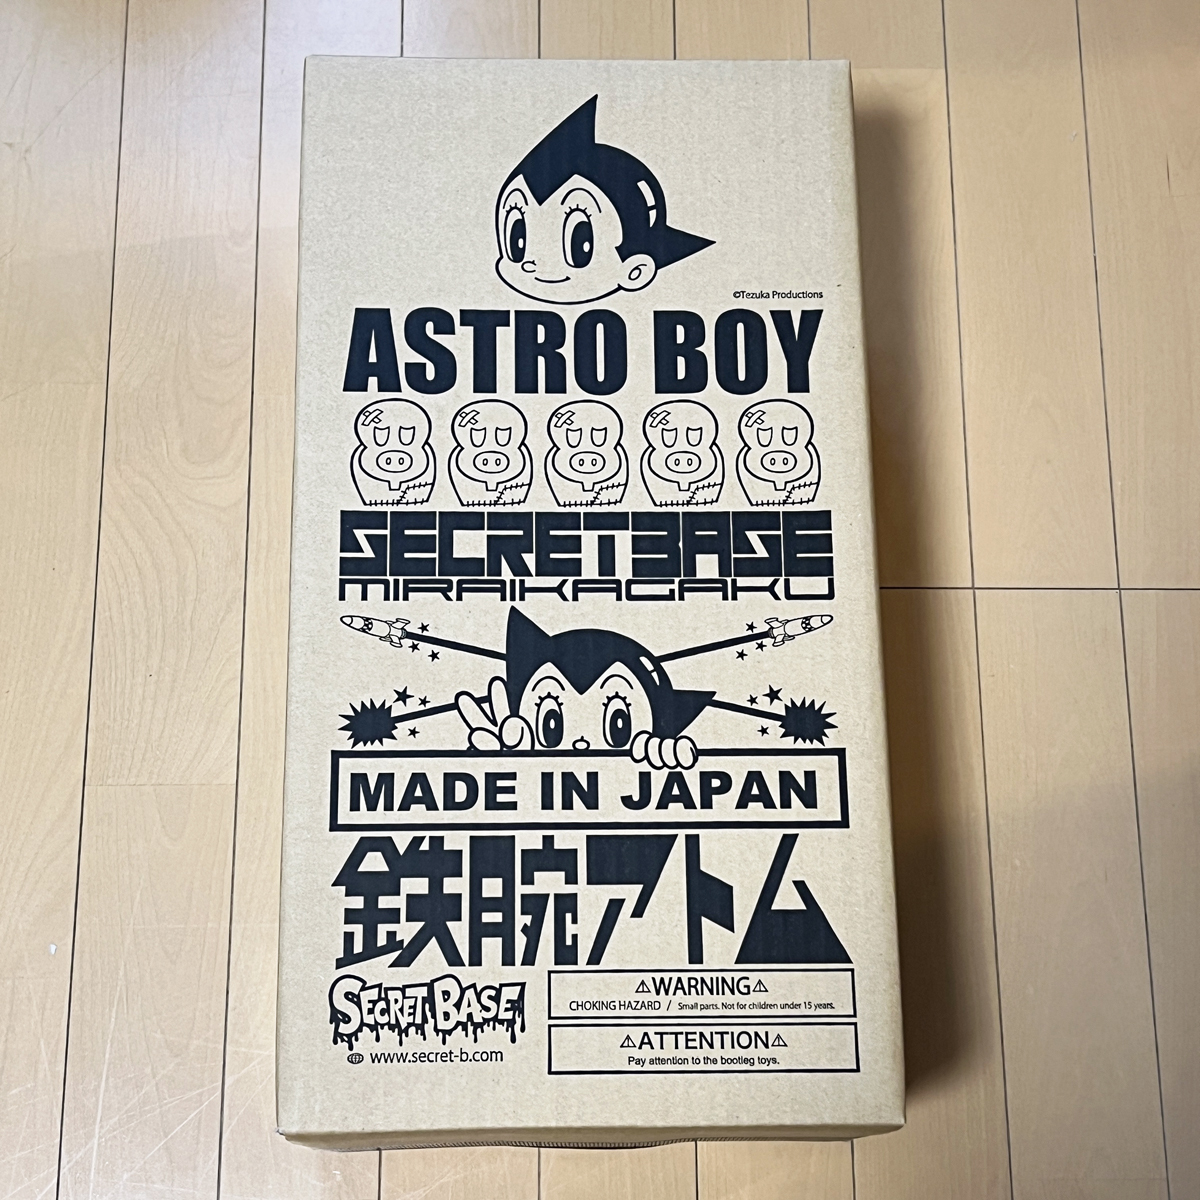 ©Tezuka Productions
ASTRO BOY
SECRETBASE
MIRAIKAGAKU
MADE IN JAPAN
鉄腕アトム
SECRET BASE
www.secret-b.com
⚠WARNING⚠
CHOKING HAZARD / Small parts. Not for children under 15 years.
⚠ATTENTION⚠
Pay attention to the bootleg toys.